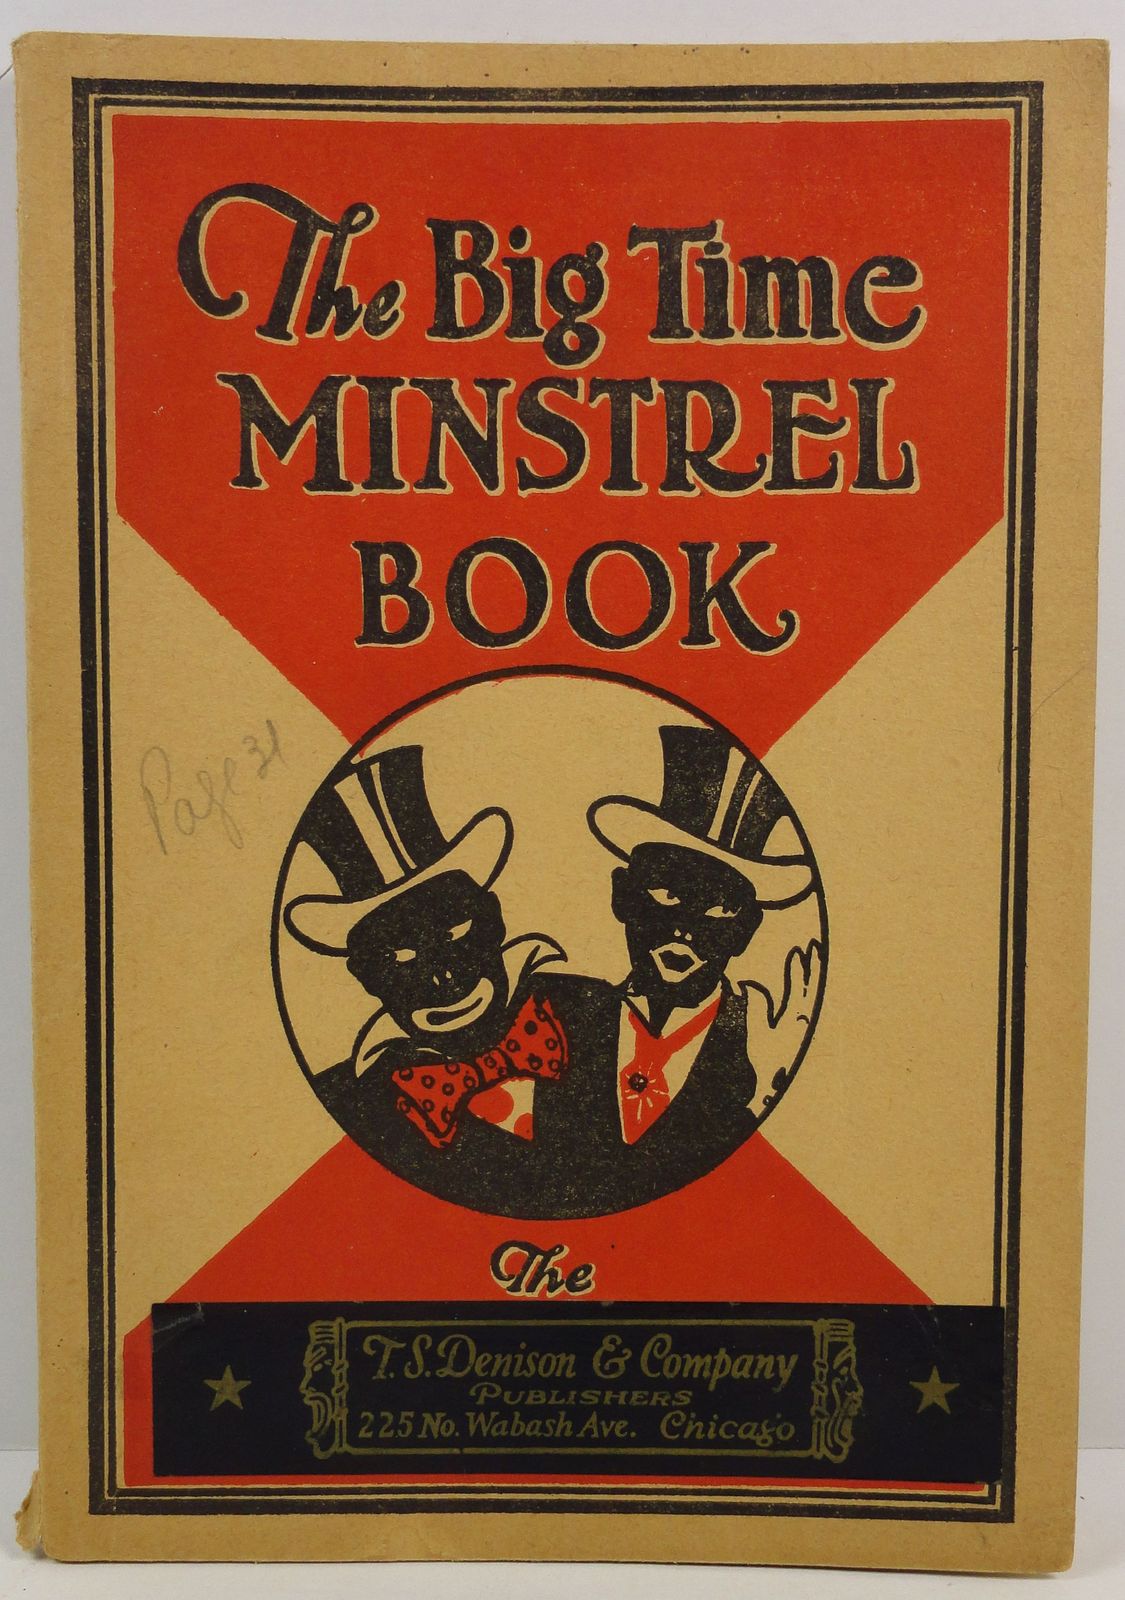 The Big Time
MINSTREL
BOOK
Page 31
The
T.S. Denison & Company
PUBLISHERS
225 No. Wabash Ave. Chicago